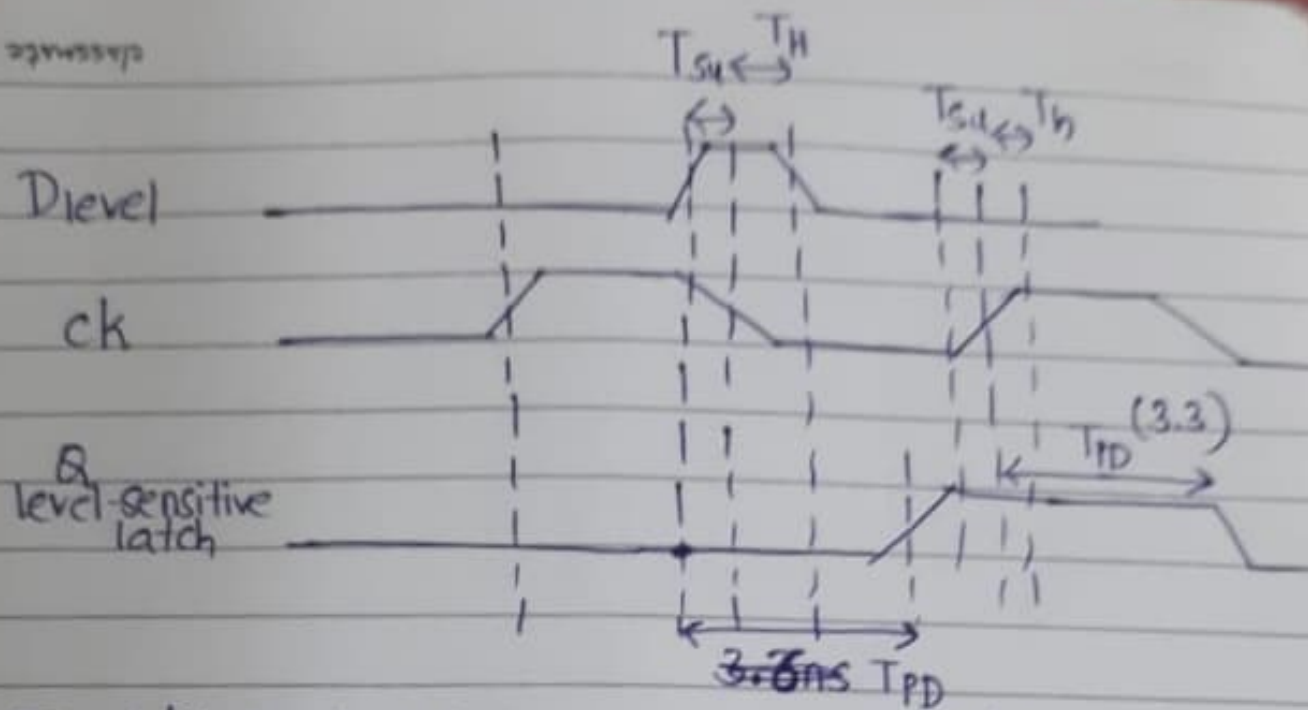 classmate
Tsu TH
Tsu Th
Dlevel
ck
TPD (3.3)
Q
level-sensitive
latch
3.6ns TPD